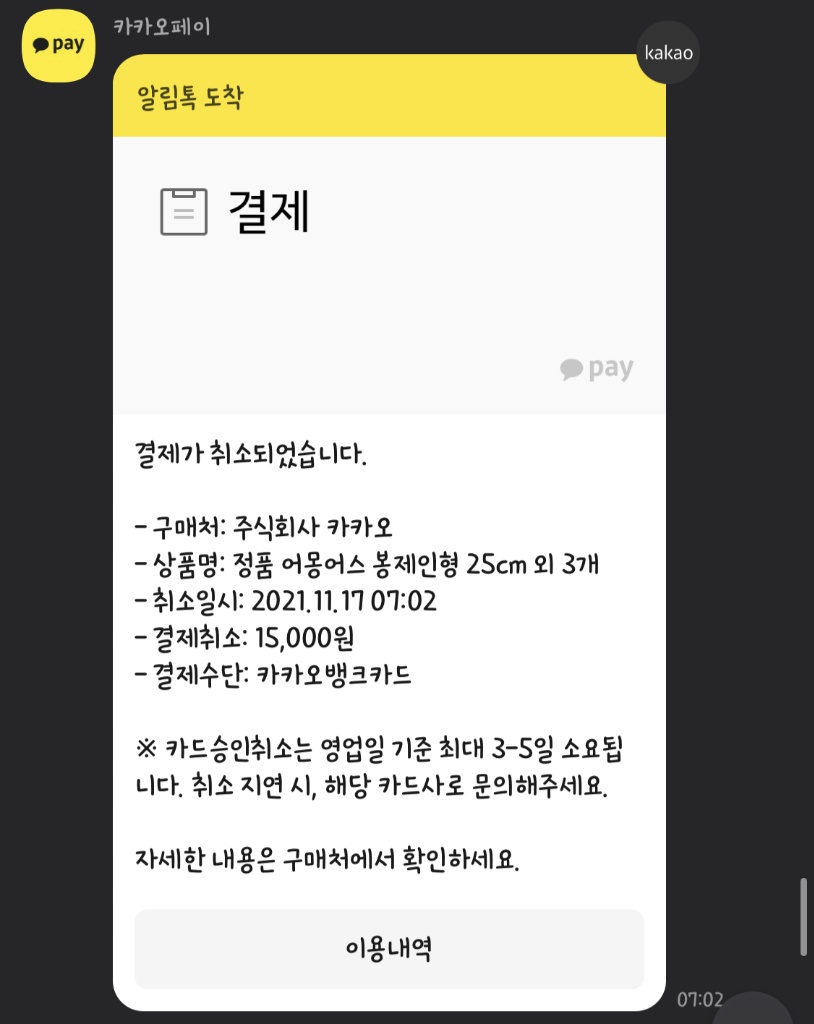 pay
카카오페이
kakao
알림톡 도착
결제
pay
결제가 취소되었습니다.
- 구매처: 주식회사 카카오
- 상품명: 정품 어몽어스 봉제인형 25cm 외 3개
- 취소일시: 2021.11.17 07:02
- 결제취소: 15,000원
- 결제수단: 카카오뱅크카드
※ 카드승인취소는 영업일 기준 최대 3-5일 소요됩
니다. 취소 지연 시, 해당 카드사로 문의해주세요.
자세한 내용은 구매처에서 확인하세요.
이용내역
07:02